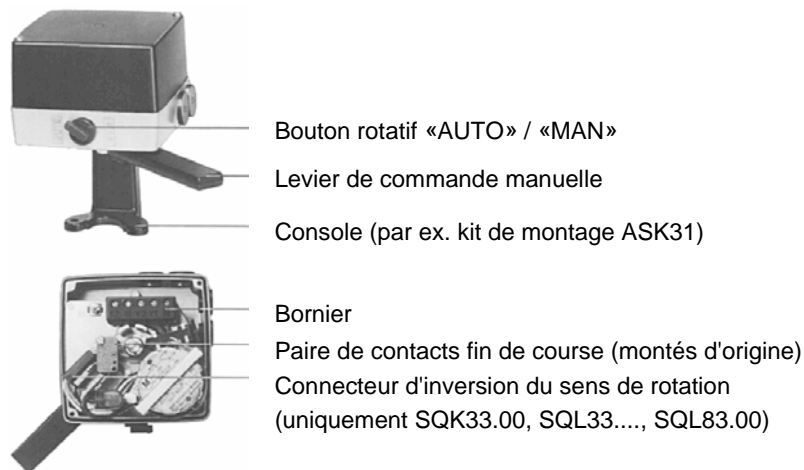 Bouton rotatif «AUTO» / «MAN»
Levier de commande manuelle
Console (par ex. kit de montage ASK31)
Bornier
Paire de contacts fin de course (montés d'origine)
Connecteur d'inversion du sens de rotation
(uniquement SQK33.00, SQL33...., SQL83.00)